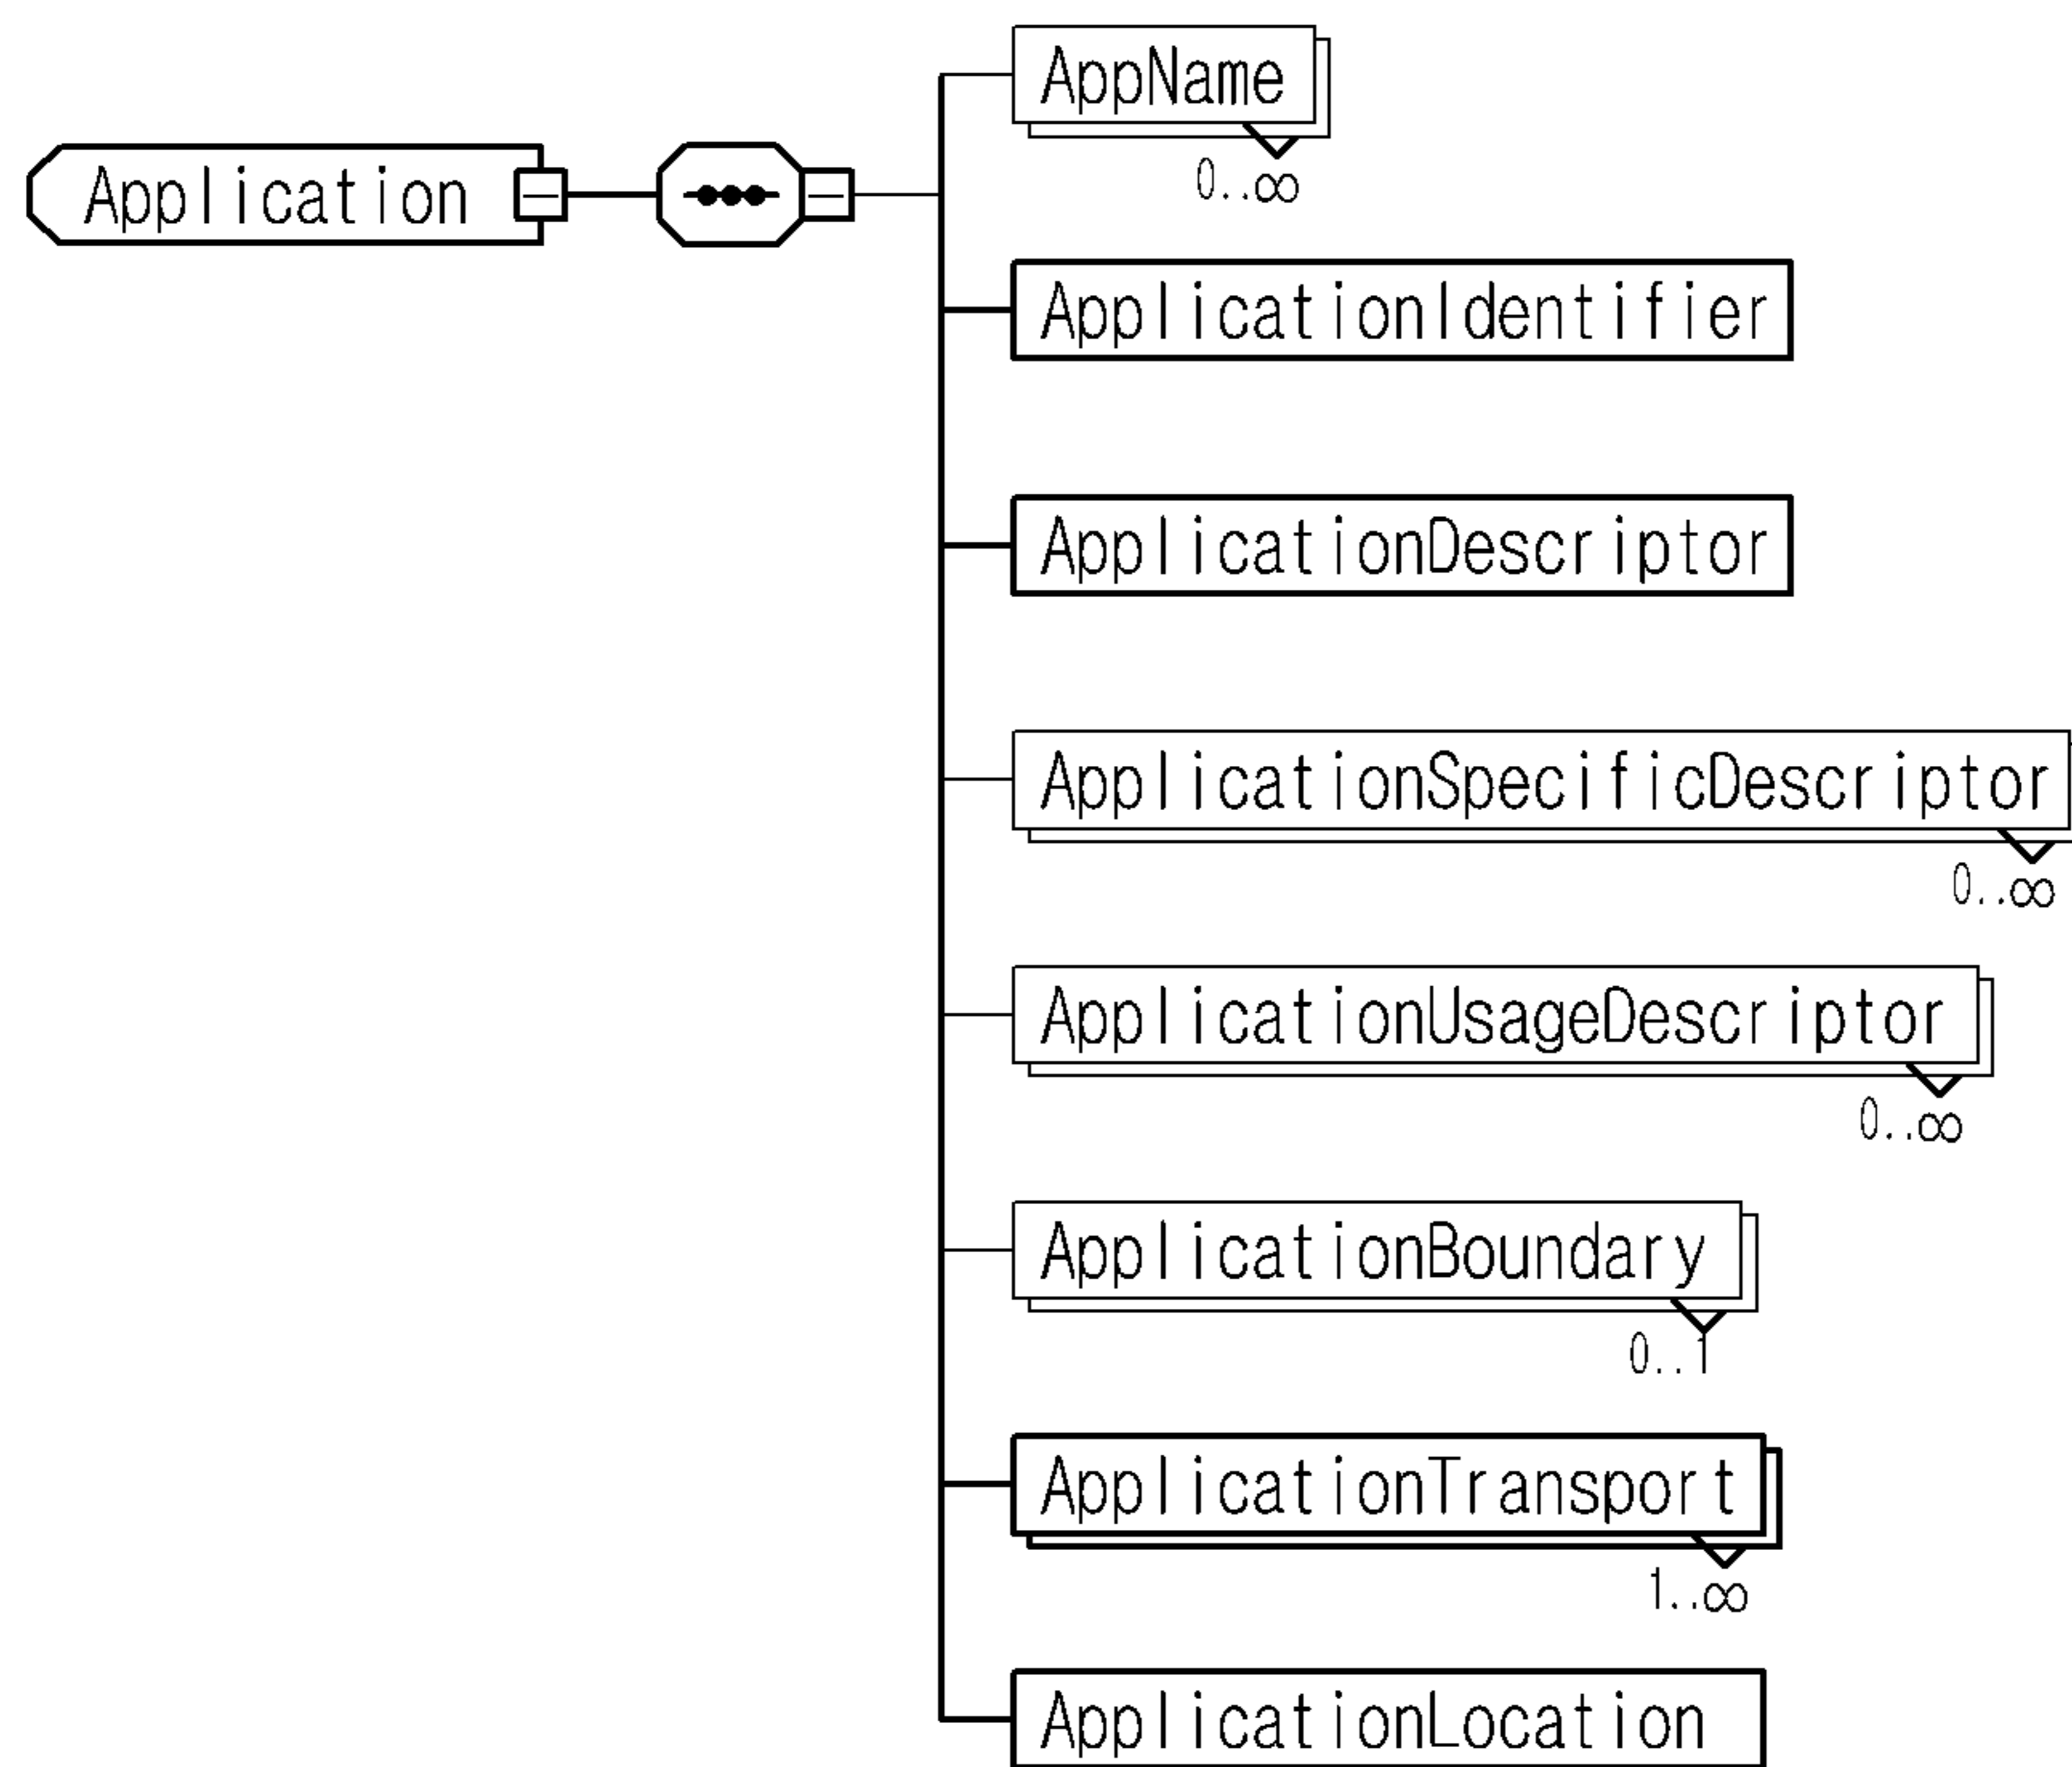 AppName
0..∞
Application
ApplicationIdentifier
ApplicationDescriptor
ApplicationSpecificDescriptor
0..∞
ApplicationUsageDescriptor
0..∞
ApplicationBoundary
0..1
ApplicationTransport
1..∞
ApplicationLocation